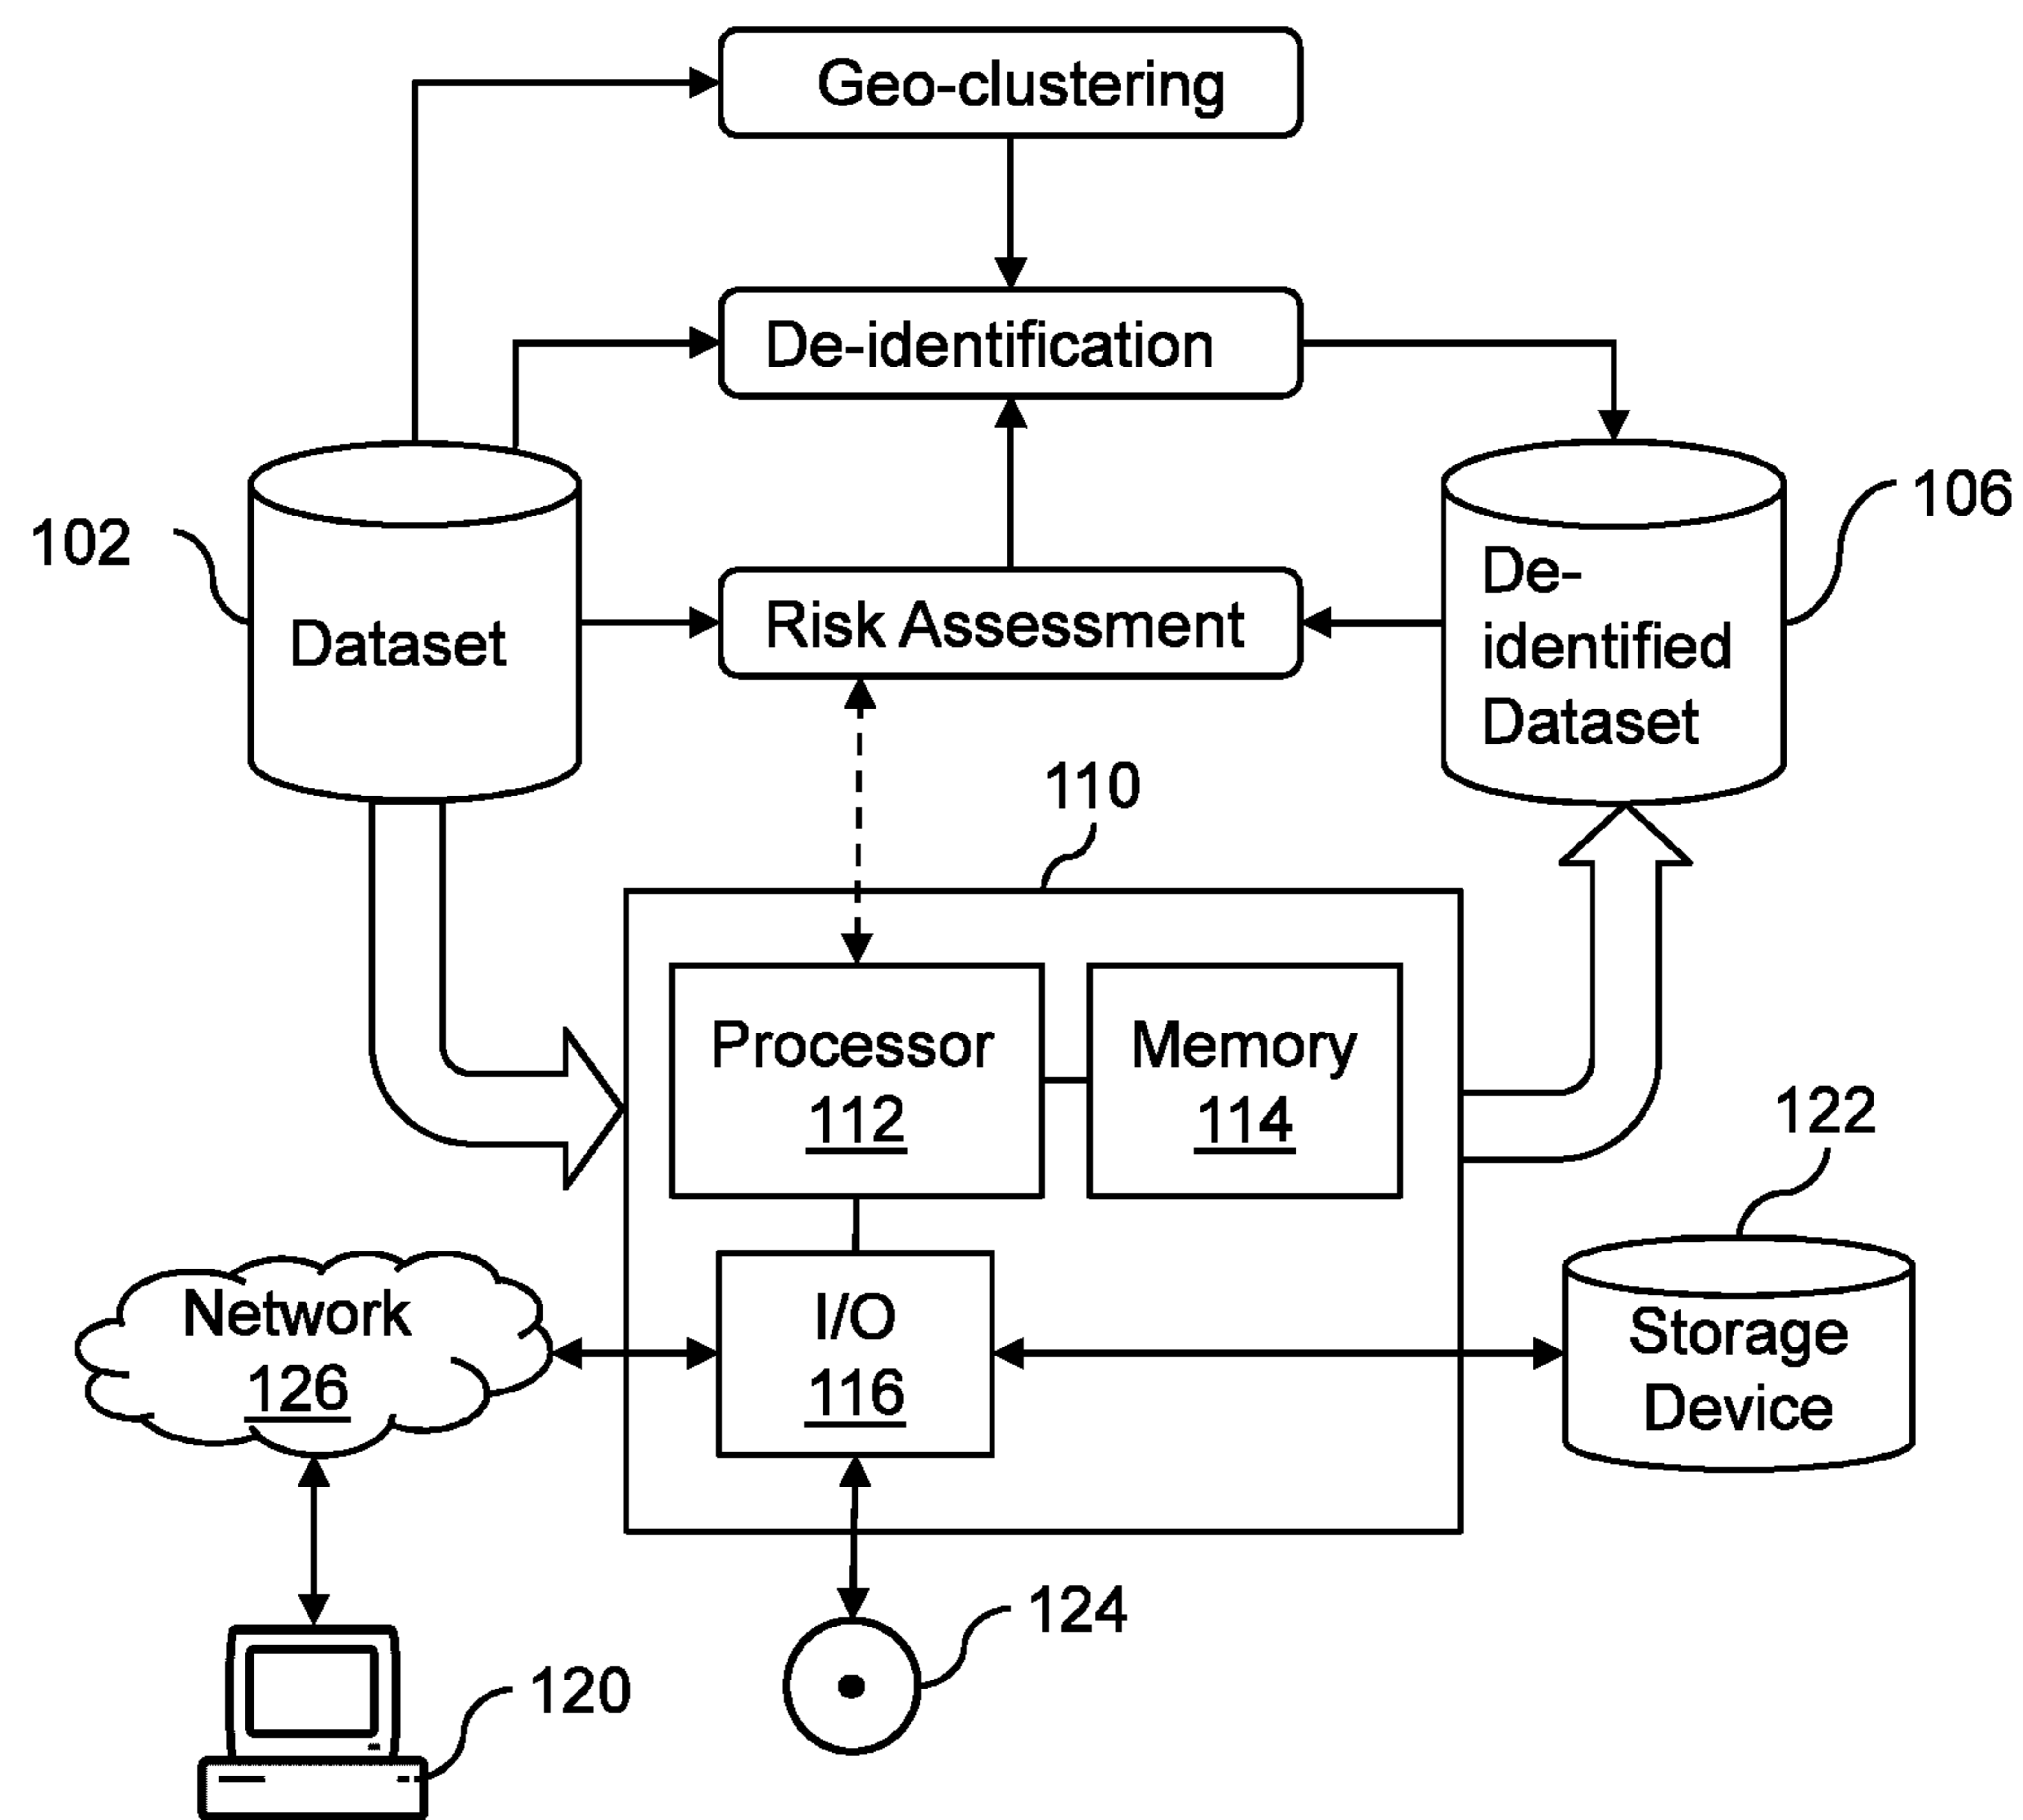 Geo-clustering
De-identification
102
106
Dataset
Risk Assessment
De-
identified
Dataset
110
Processor
112
Memory
114
122
Network
126
I/O
116
Storage
Device
124
120